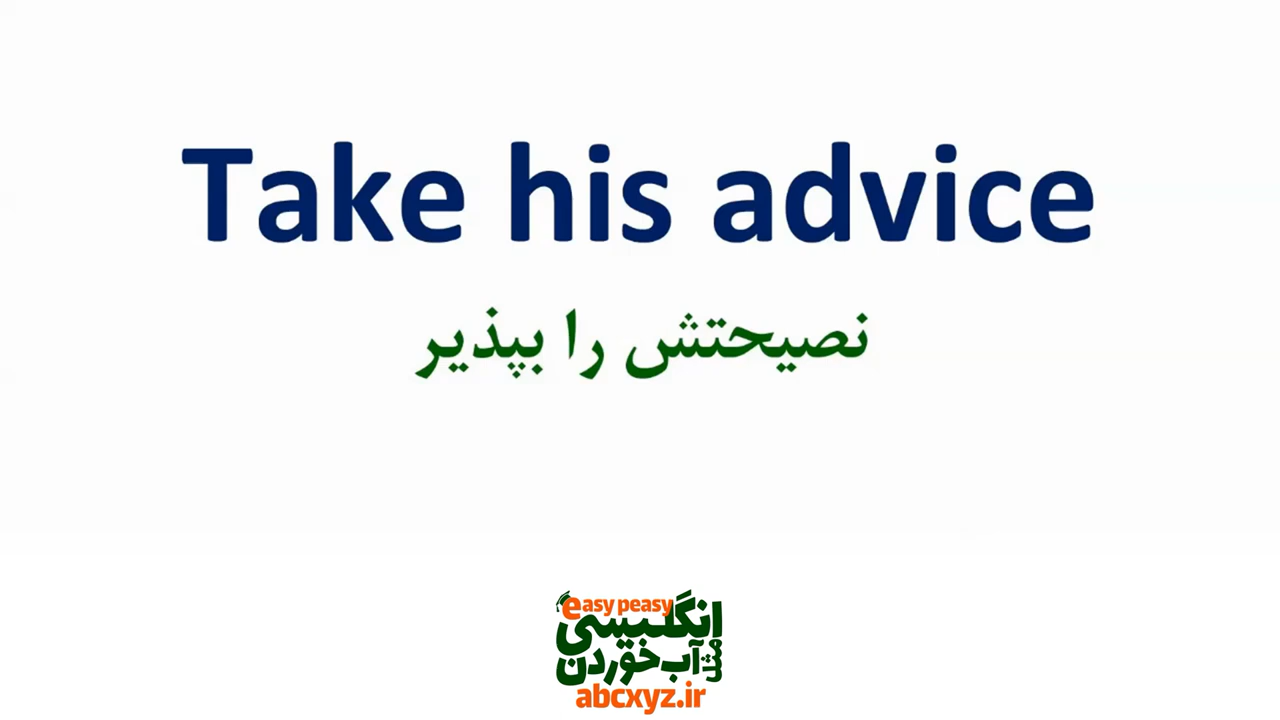 Take his advice
نصیحتش را بپذیر
easy peasy
انگلیسی
مثل آب خوردن
abcxyz.ir